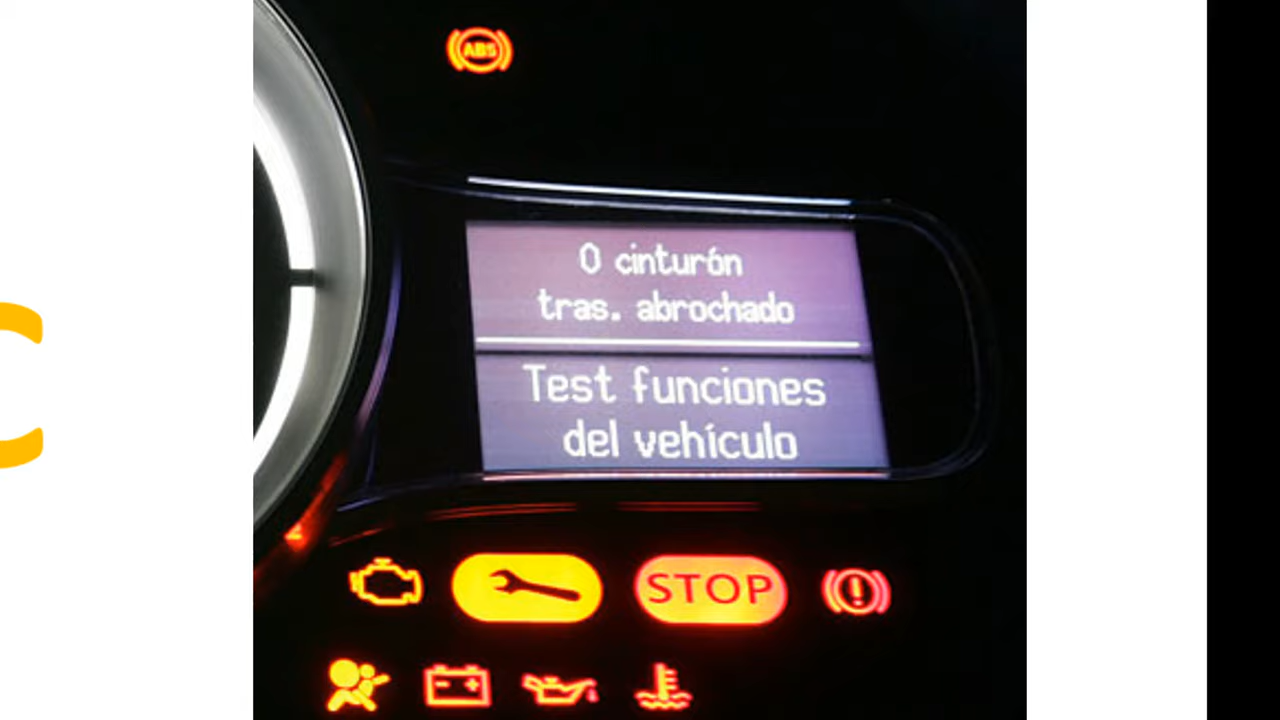 ABS
0 cinturón
tras. abrochado
Test funciones
del vehículo
STOP